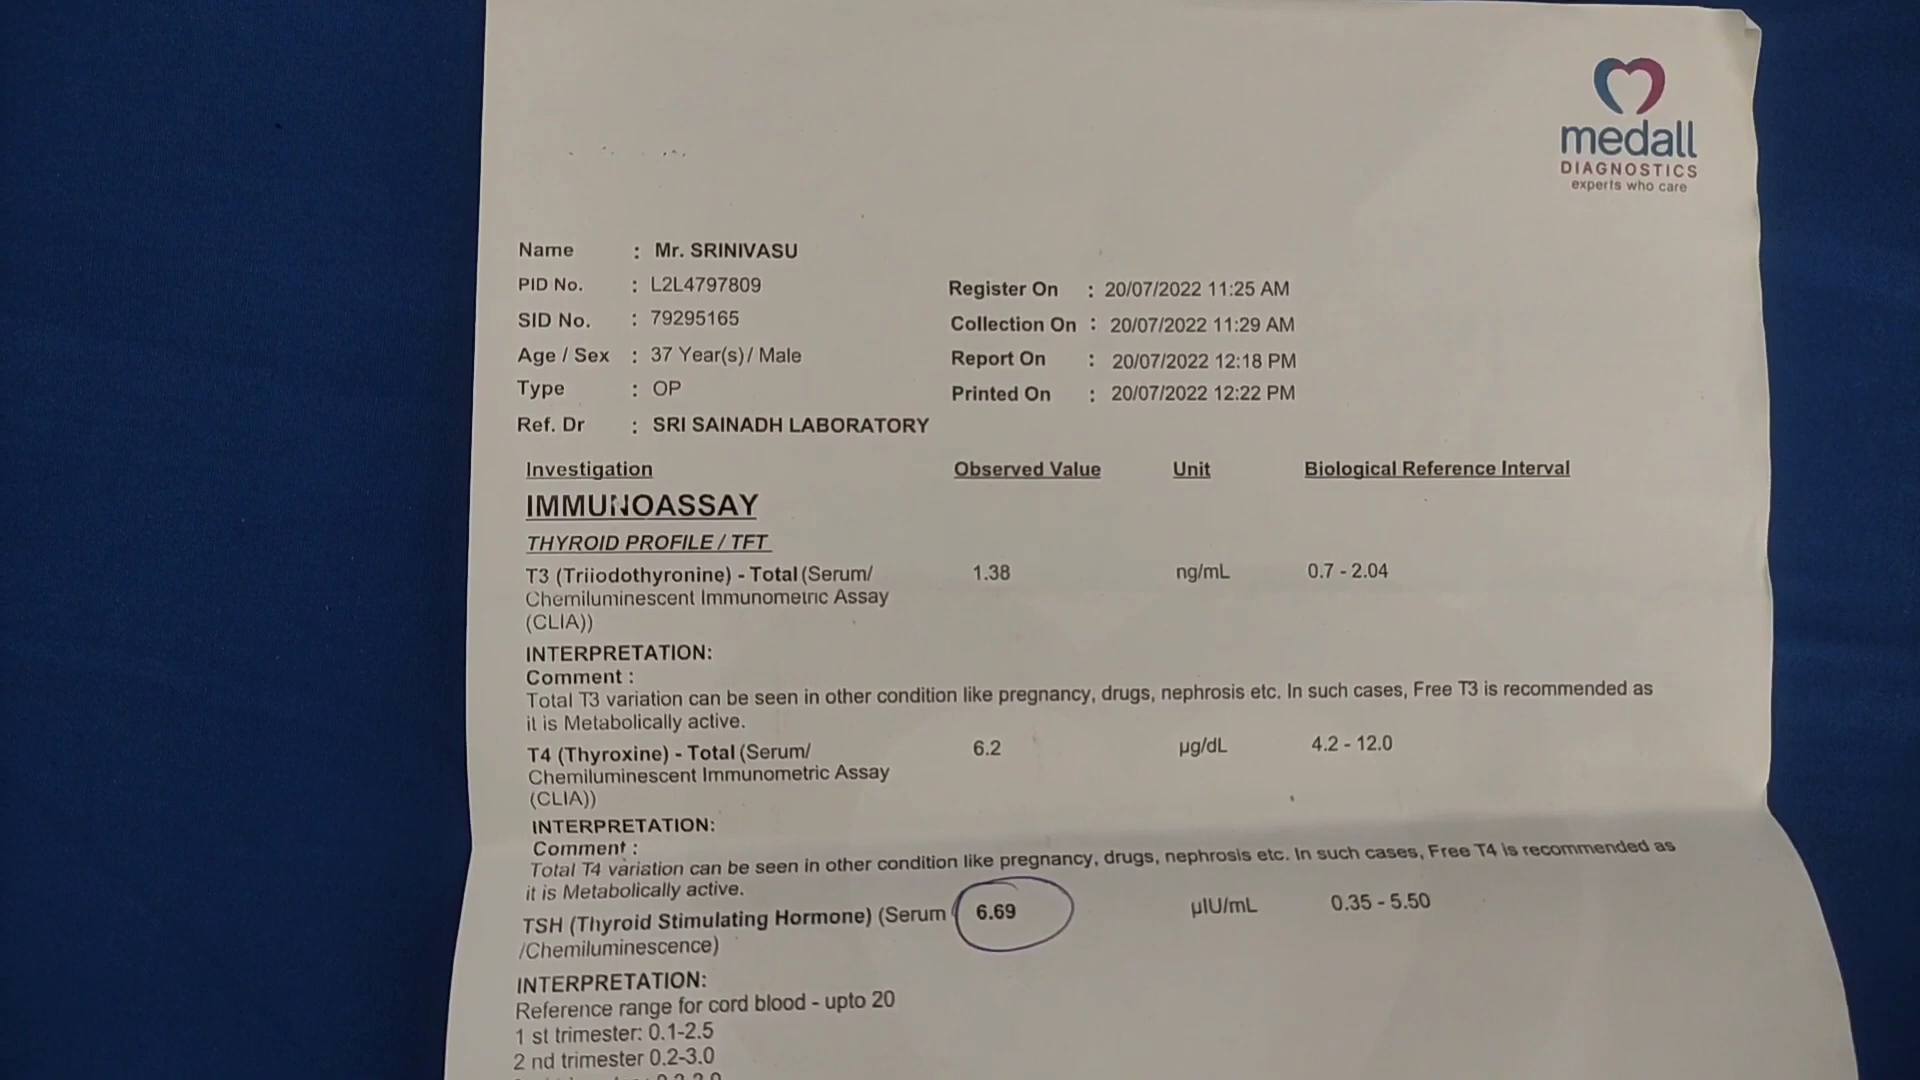 medall
DIAGNOSTICS
experts who care
Name : Mr. SRINIVASU
PID No. : L2L4797809
Register On : 20/07/2022 11:25 AM
SID No. : 79295165
Collection On : 20/07/2022 11:29 AM
Age / Sex : 37 Year(s) / Male
Report On : 20/07/2022 12:18 PM
Type : OP
Printed On : 20/07/2022 12:22 PM
Ref. Dr : SRI SAINADH LABORATORY
Investigation Observed Value Unit Biological Reference Interval
IMMUNOASSAY
THYROID PROFILE / TFT
T3 (Triiodothyronine) - Total (Serum/ 1.38 ng/mL 0.7 - 2.04
Chemiluminescent Immunometric Assay
(CLIA))
INTERPRETATION:
Comment :
Total T3 variation can be seen in other condition like pregnancy, drugs, nephrosis etc. In such cases, Free T3 is recommended as
it is Metabolically active.
T4 (Thyroxine) - Total (Serum/ 6.2 µg/dL 4.2 - 12.0
Chemiluminescent Immunometric Assay
(CLIA))
INTERPRETATION:
Comment :
Total T4 variation can be seen in other condition like pregnancy, drugs, nephrosis etc. In such cases, Free T4 is recommended as
it is Metabolically active.
TSH (Thyroid Stimulating Hormone) (Serum 6.69 µIU/mL 0.35 - 5.50
/Chemiluminescence)
INTERPRETATION:
Reference range for cord blood - upto 20
1 st trimester: 0.1-2.5
2 nd trimester 0.2-3.0